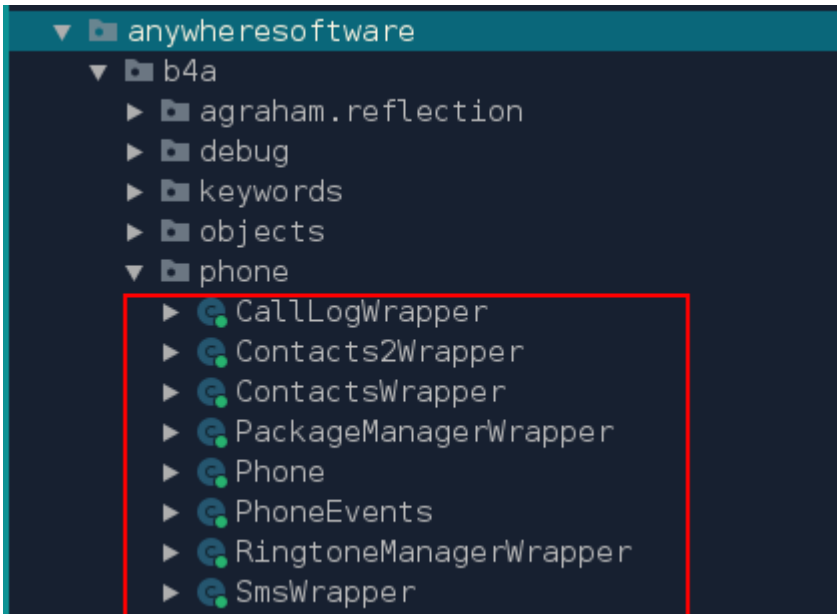 anywheresoftware
b4a
agraham.reflection
debug
keywords
objects
phone
CallLogWrapper
Contacts2Wrapper
ContactsWrapper
PackageManagerWrapper
Phone
PhoneEvents
RingtoneManagerWrapper
SmsWrapper